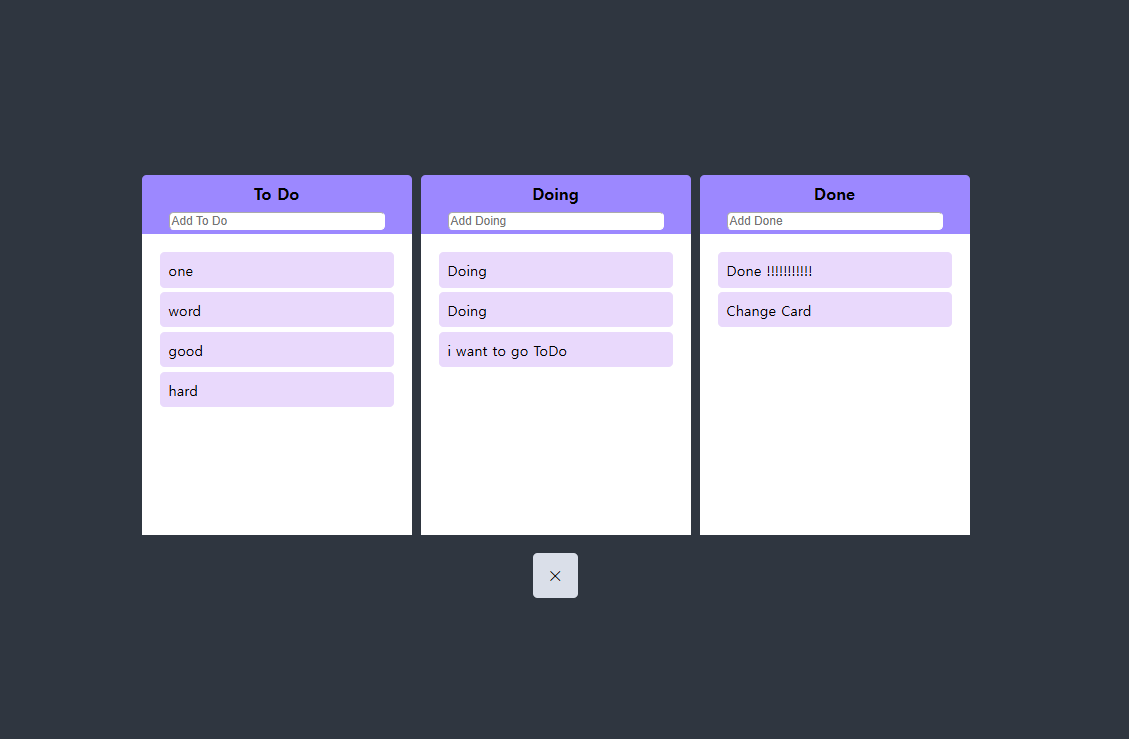 To Do
Add To Do
one
word
good
hard
Doing
Add Doing
Doing
Doing
i want to go ToDo
Done
Add Done
Done !!!!!!!!!!!
Change Card